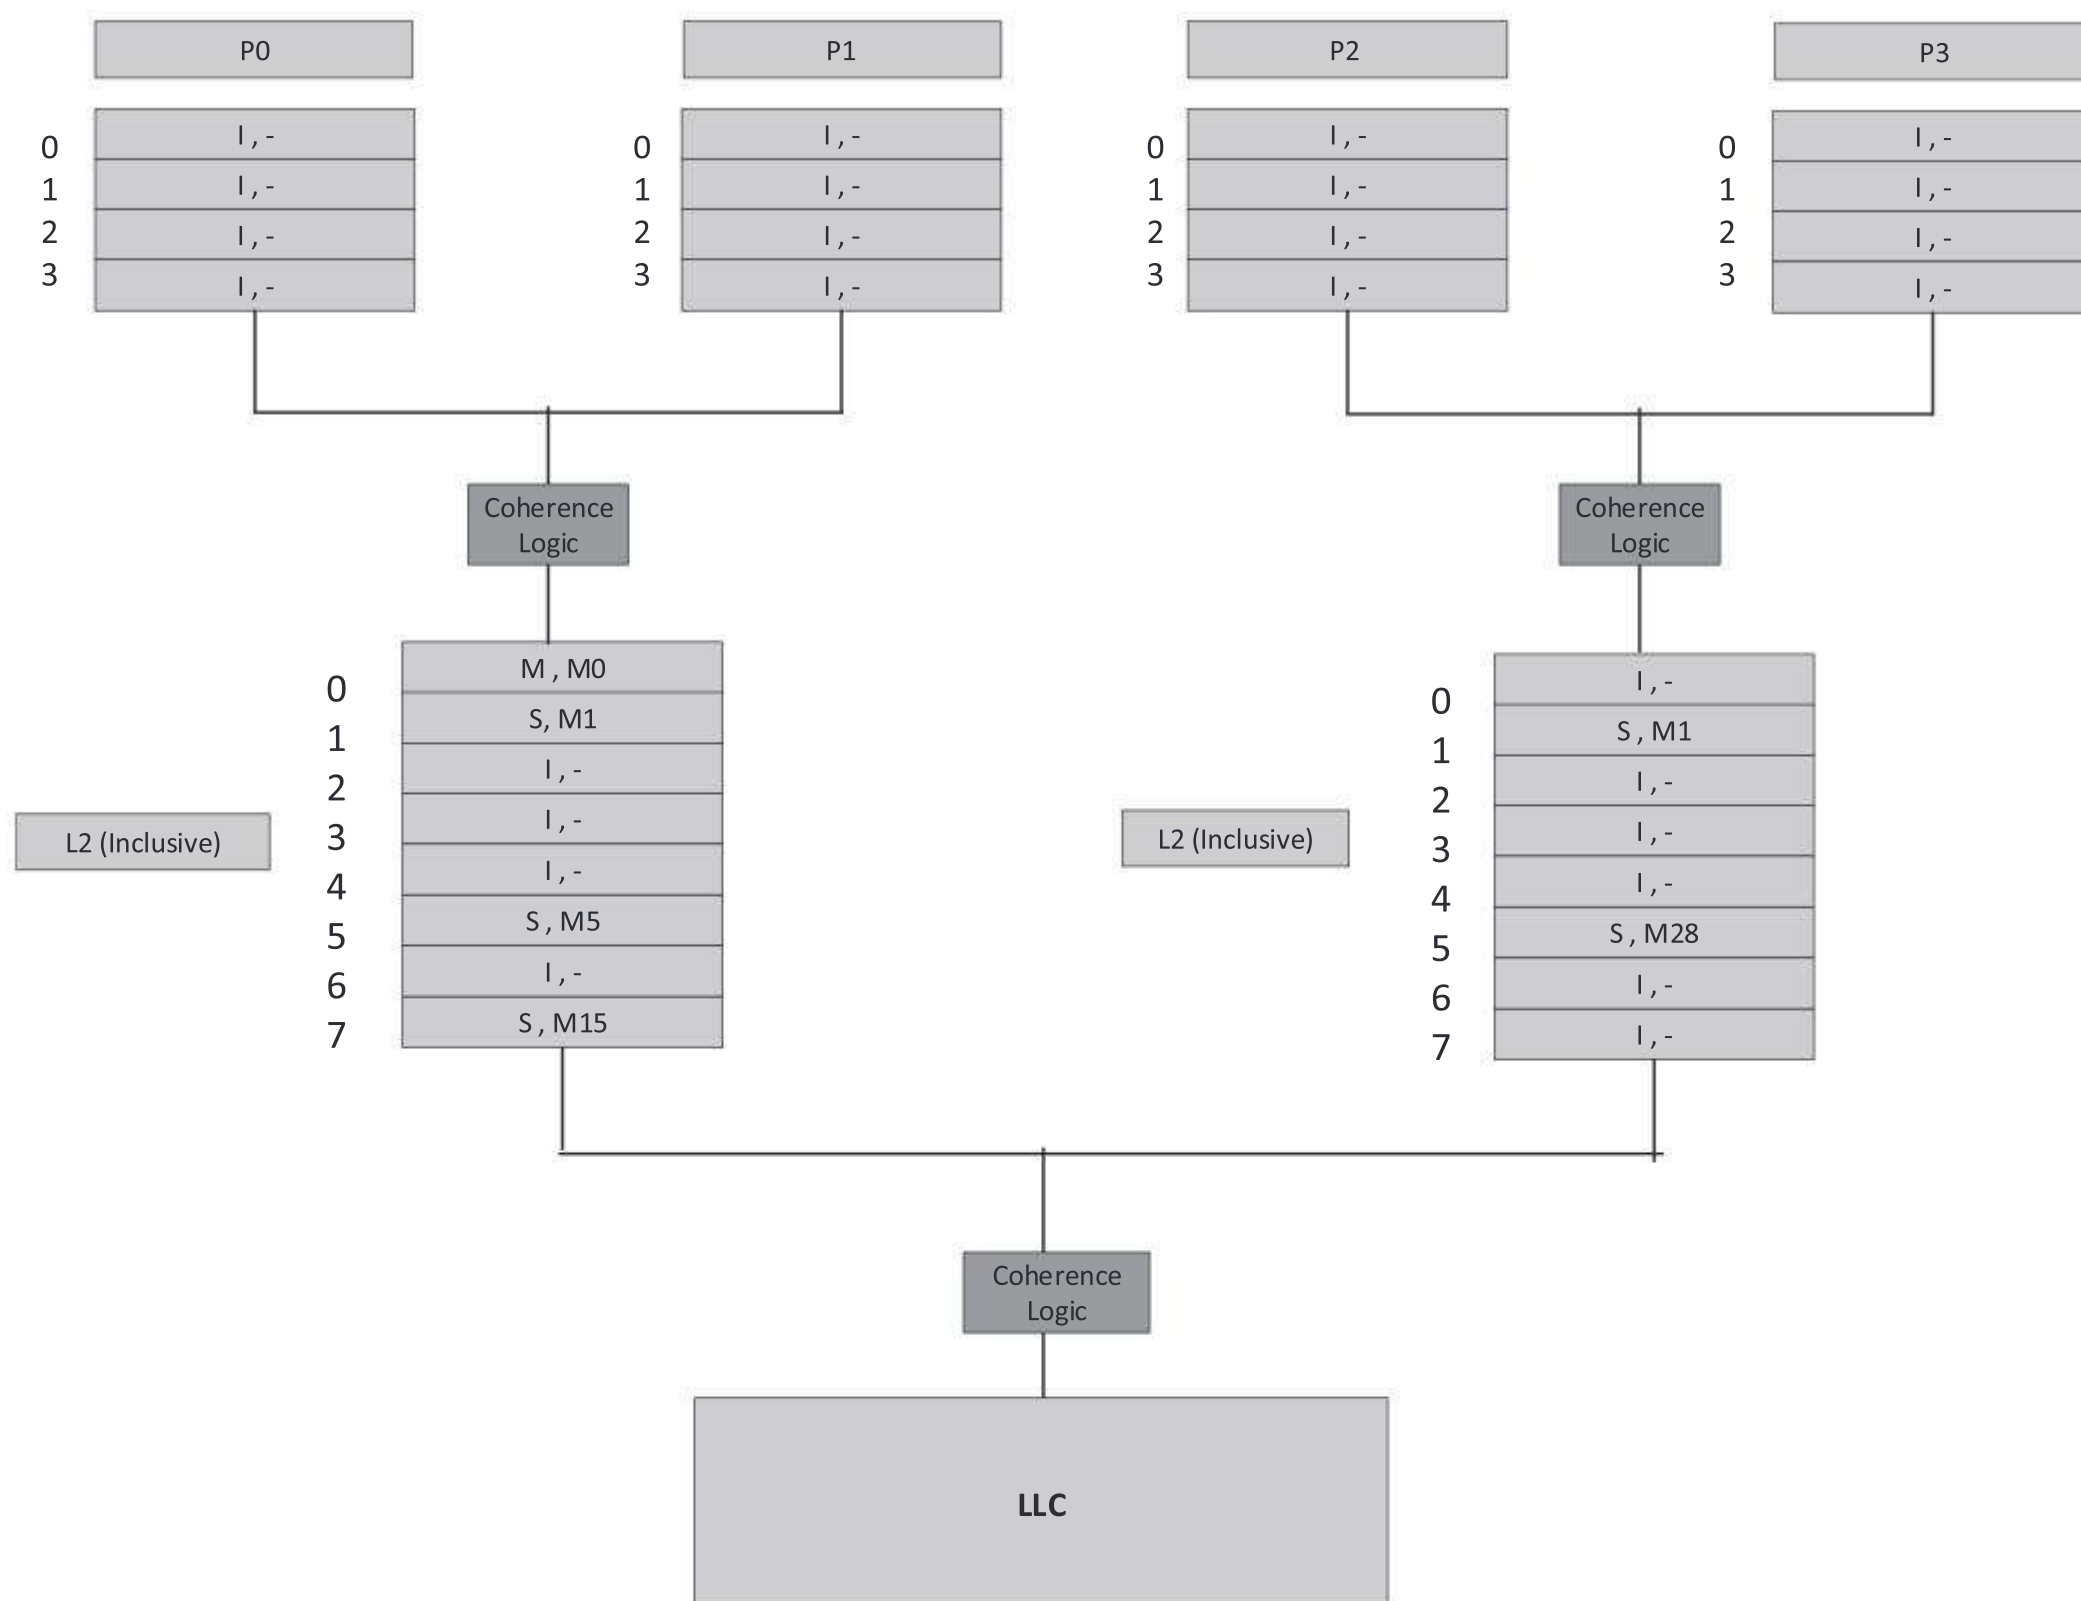 P0
P1
P2
P3
0
I , -
0
I , -
0
I , -
0
I , -
1
I , -
1
I , -
1
I , -
1
I , -
2
I , -
2
I , -
2
I , -
2
I , -
3
I , -
3
I , -
3
I , -
3
I , -
Coherence
Logic
Coherence
Logic
L2 (Inclusive)
0
M , M0
1
S, M1
2
I , -
3
I , -
4
I , -
5
S , M5
6
I , -
7
S , M15
L2 (Inclusive)
0
I , -
1
S , M1
2
I , -
3
I , -
4
I , -
5
S , M28
6
I , -
7
I , -
Coherence
Logic
LLC